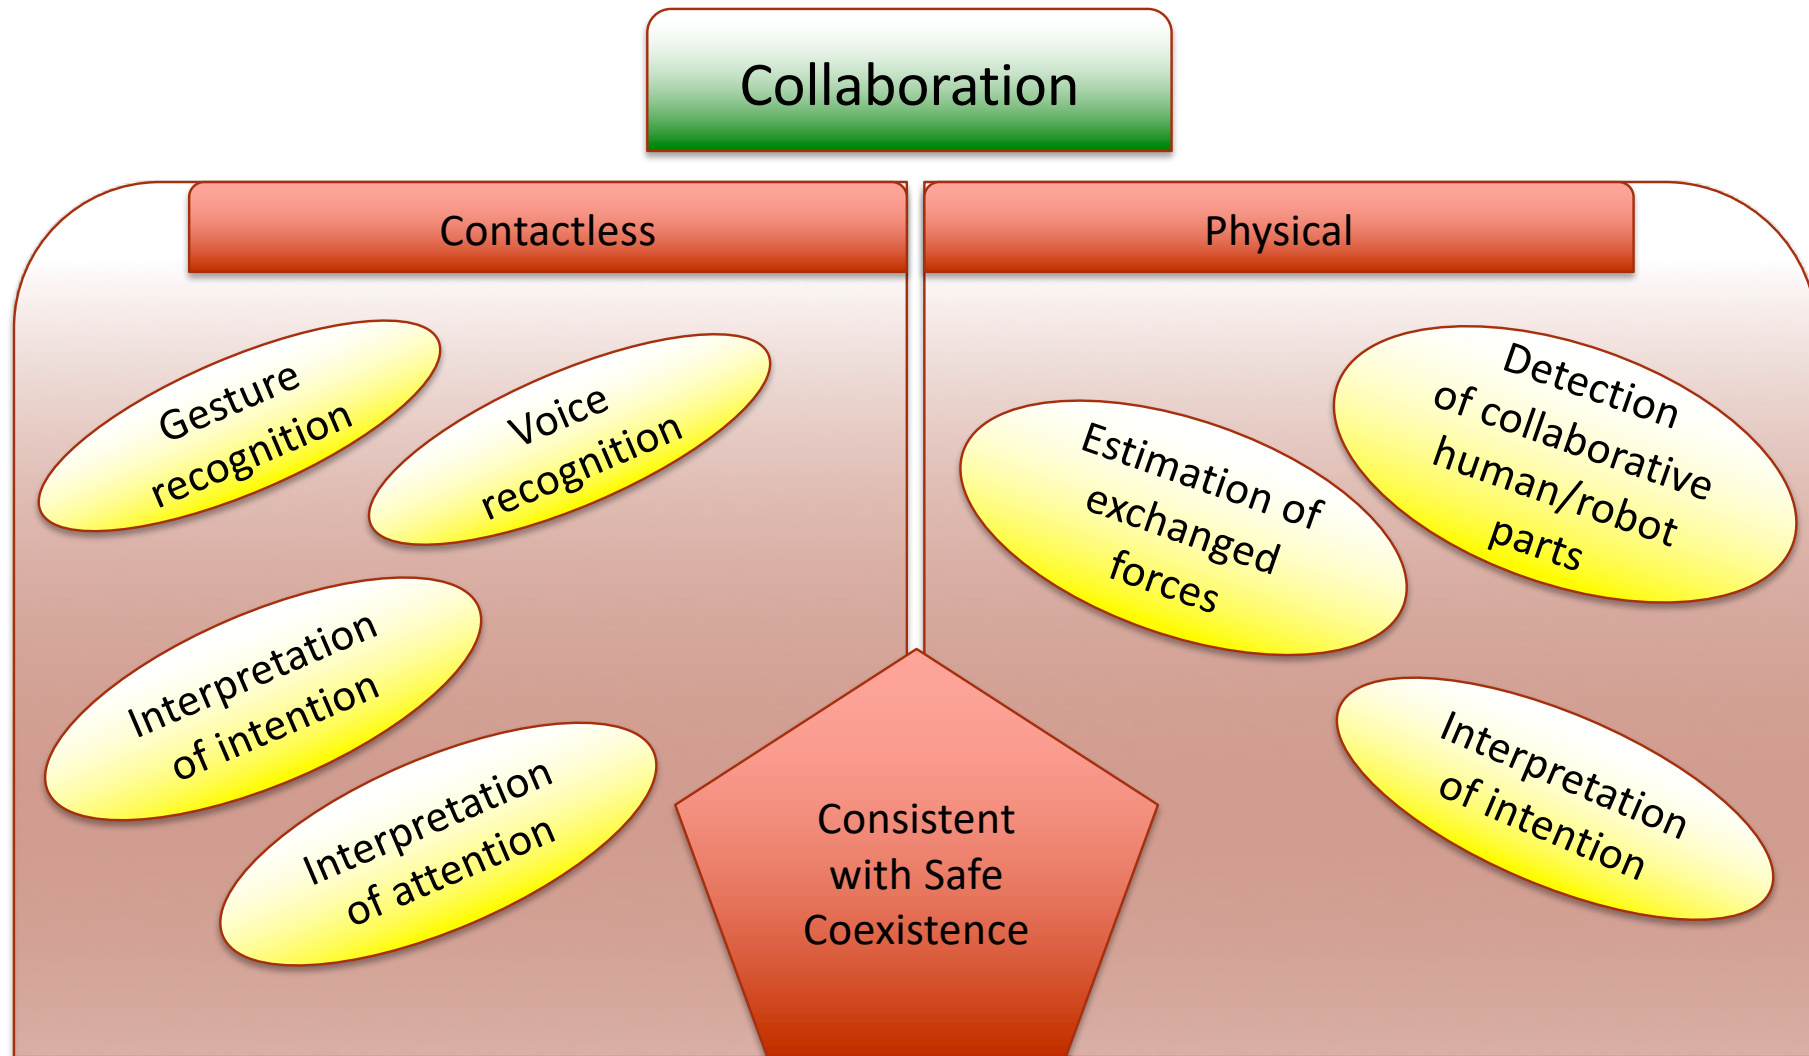 Collaboration
Contactless
Physical
Gesture
recognition
Voice
recognition
Interpretation
of intention
Interpretation
of attention
Estimation of
exchanged
forces
Detection
of collaborative
human/robot
parts
Interpretation
of intention
Consistent
with Safe
Coexistence